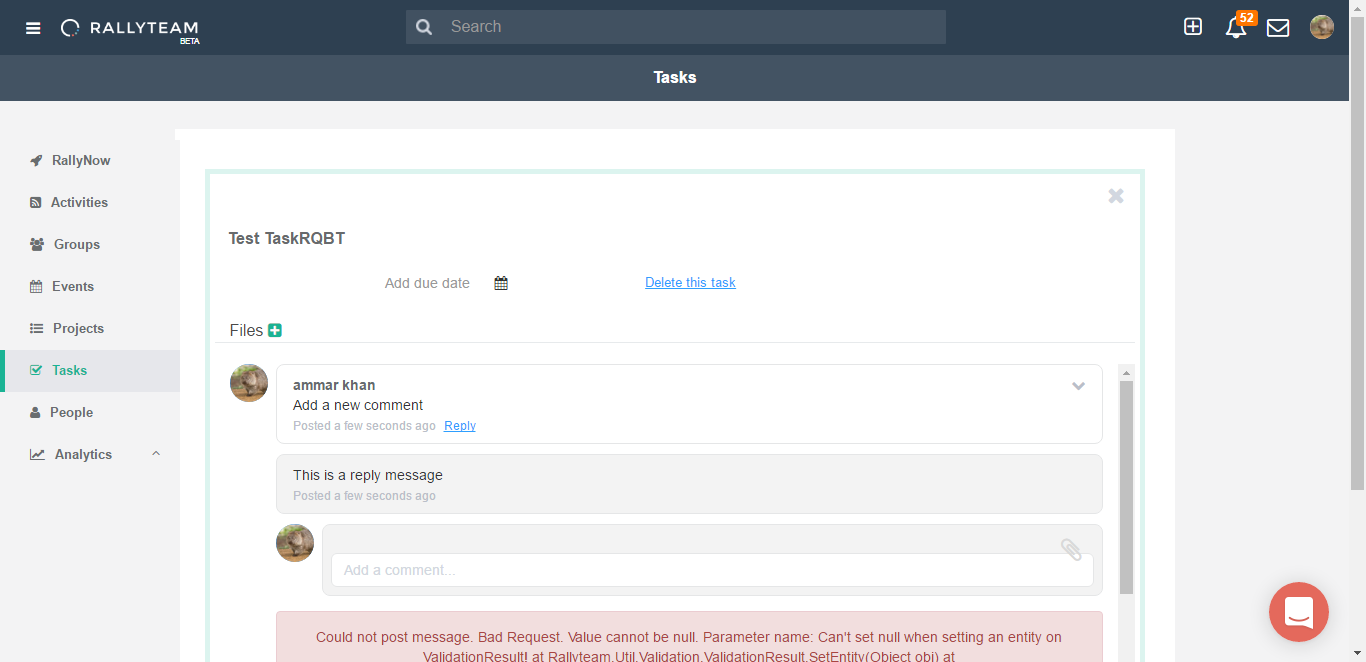 RALLYTEAM
BETA
Search
52
Tasks
RallyNow
Activities
Groups
Events
Projects
Tasks
People
Analytics
Test TaskRQBT
Add due date
Delete this task
Files
ammar khan
Add a new comment
Posted a few seconds ago Reply
This is a reply message
Posted a few seconds ago
Add a comment...
Could not post message. Bad Request. Value cannot be null. Parameter name: Can't set null when setting an entity on
ValidationResult! at Rallyteam.Util.Validation.ValidationResult.SetEntity(Object obj) at